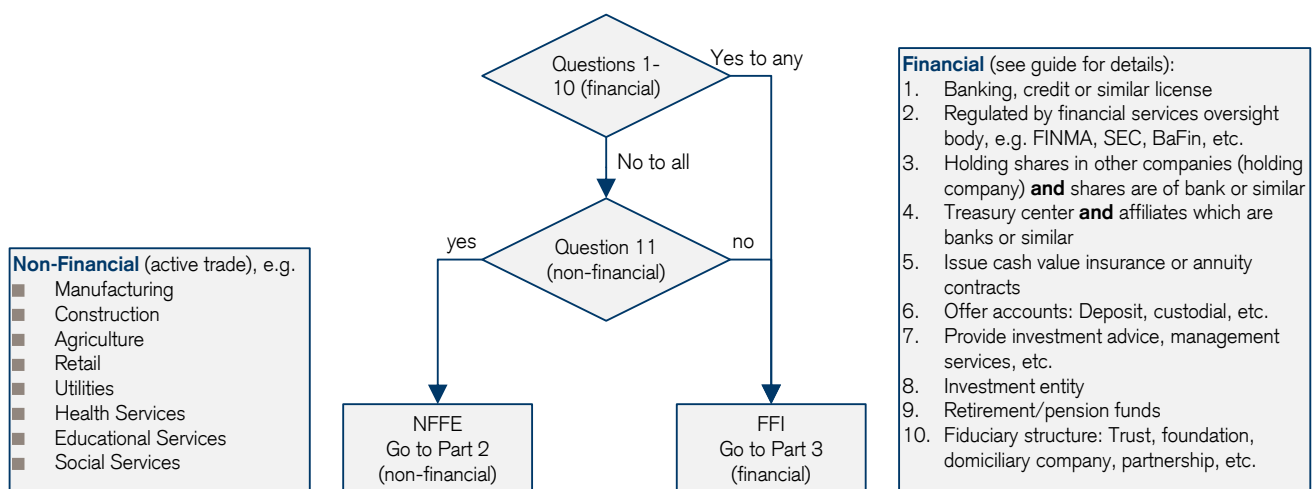 Questions 1-
10 (financial)
Yes to any
No to all
Question 11
(non-financial)
yes
no
NFFE
Go to Part 2
(non-financial)
FFI
Go to Part 3
(financial)
Non-Financial (active trade), e.g.
■ Manufacturing
■ Construction
■ Agriculture
■ Retail
■ Utilities
■ Health Services
■ Educational Services
■ Social Services
Financial (see guide for details):
1. Banking, credit or similar license
2. Regulated by financial services oversight
body, e.g. FINMA, SEC, BaFin, etc.
3. Holding shares in other companies (holding
company) and shares are of bank or similar
4. Treasury center and affiliates which are
banks or similar
5. Issue cash value insurance or annuity
contracts
6. Offer accounts: Deposit, custodial, etc.
7. Provide investment advice, management
services, etc.
8. Investment entity
9. Retirement/pension funds
10. Fiduciary structure: Trust, foundation,
domiciliary company, partnership, etc.